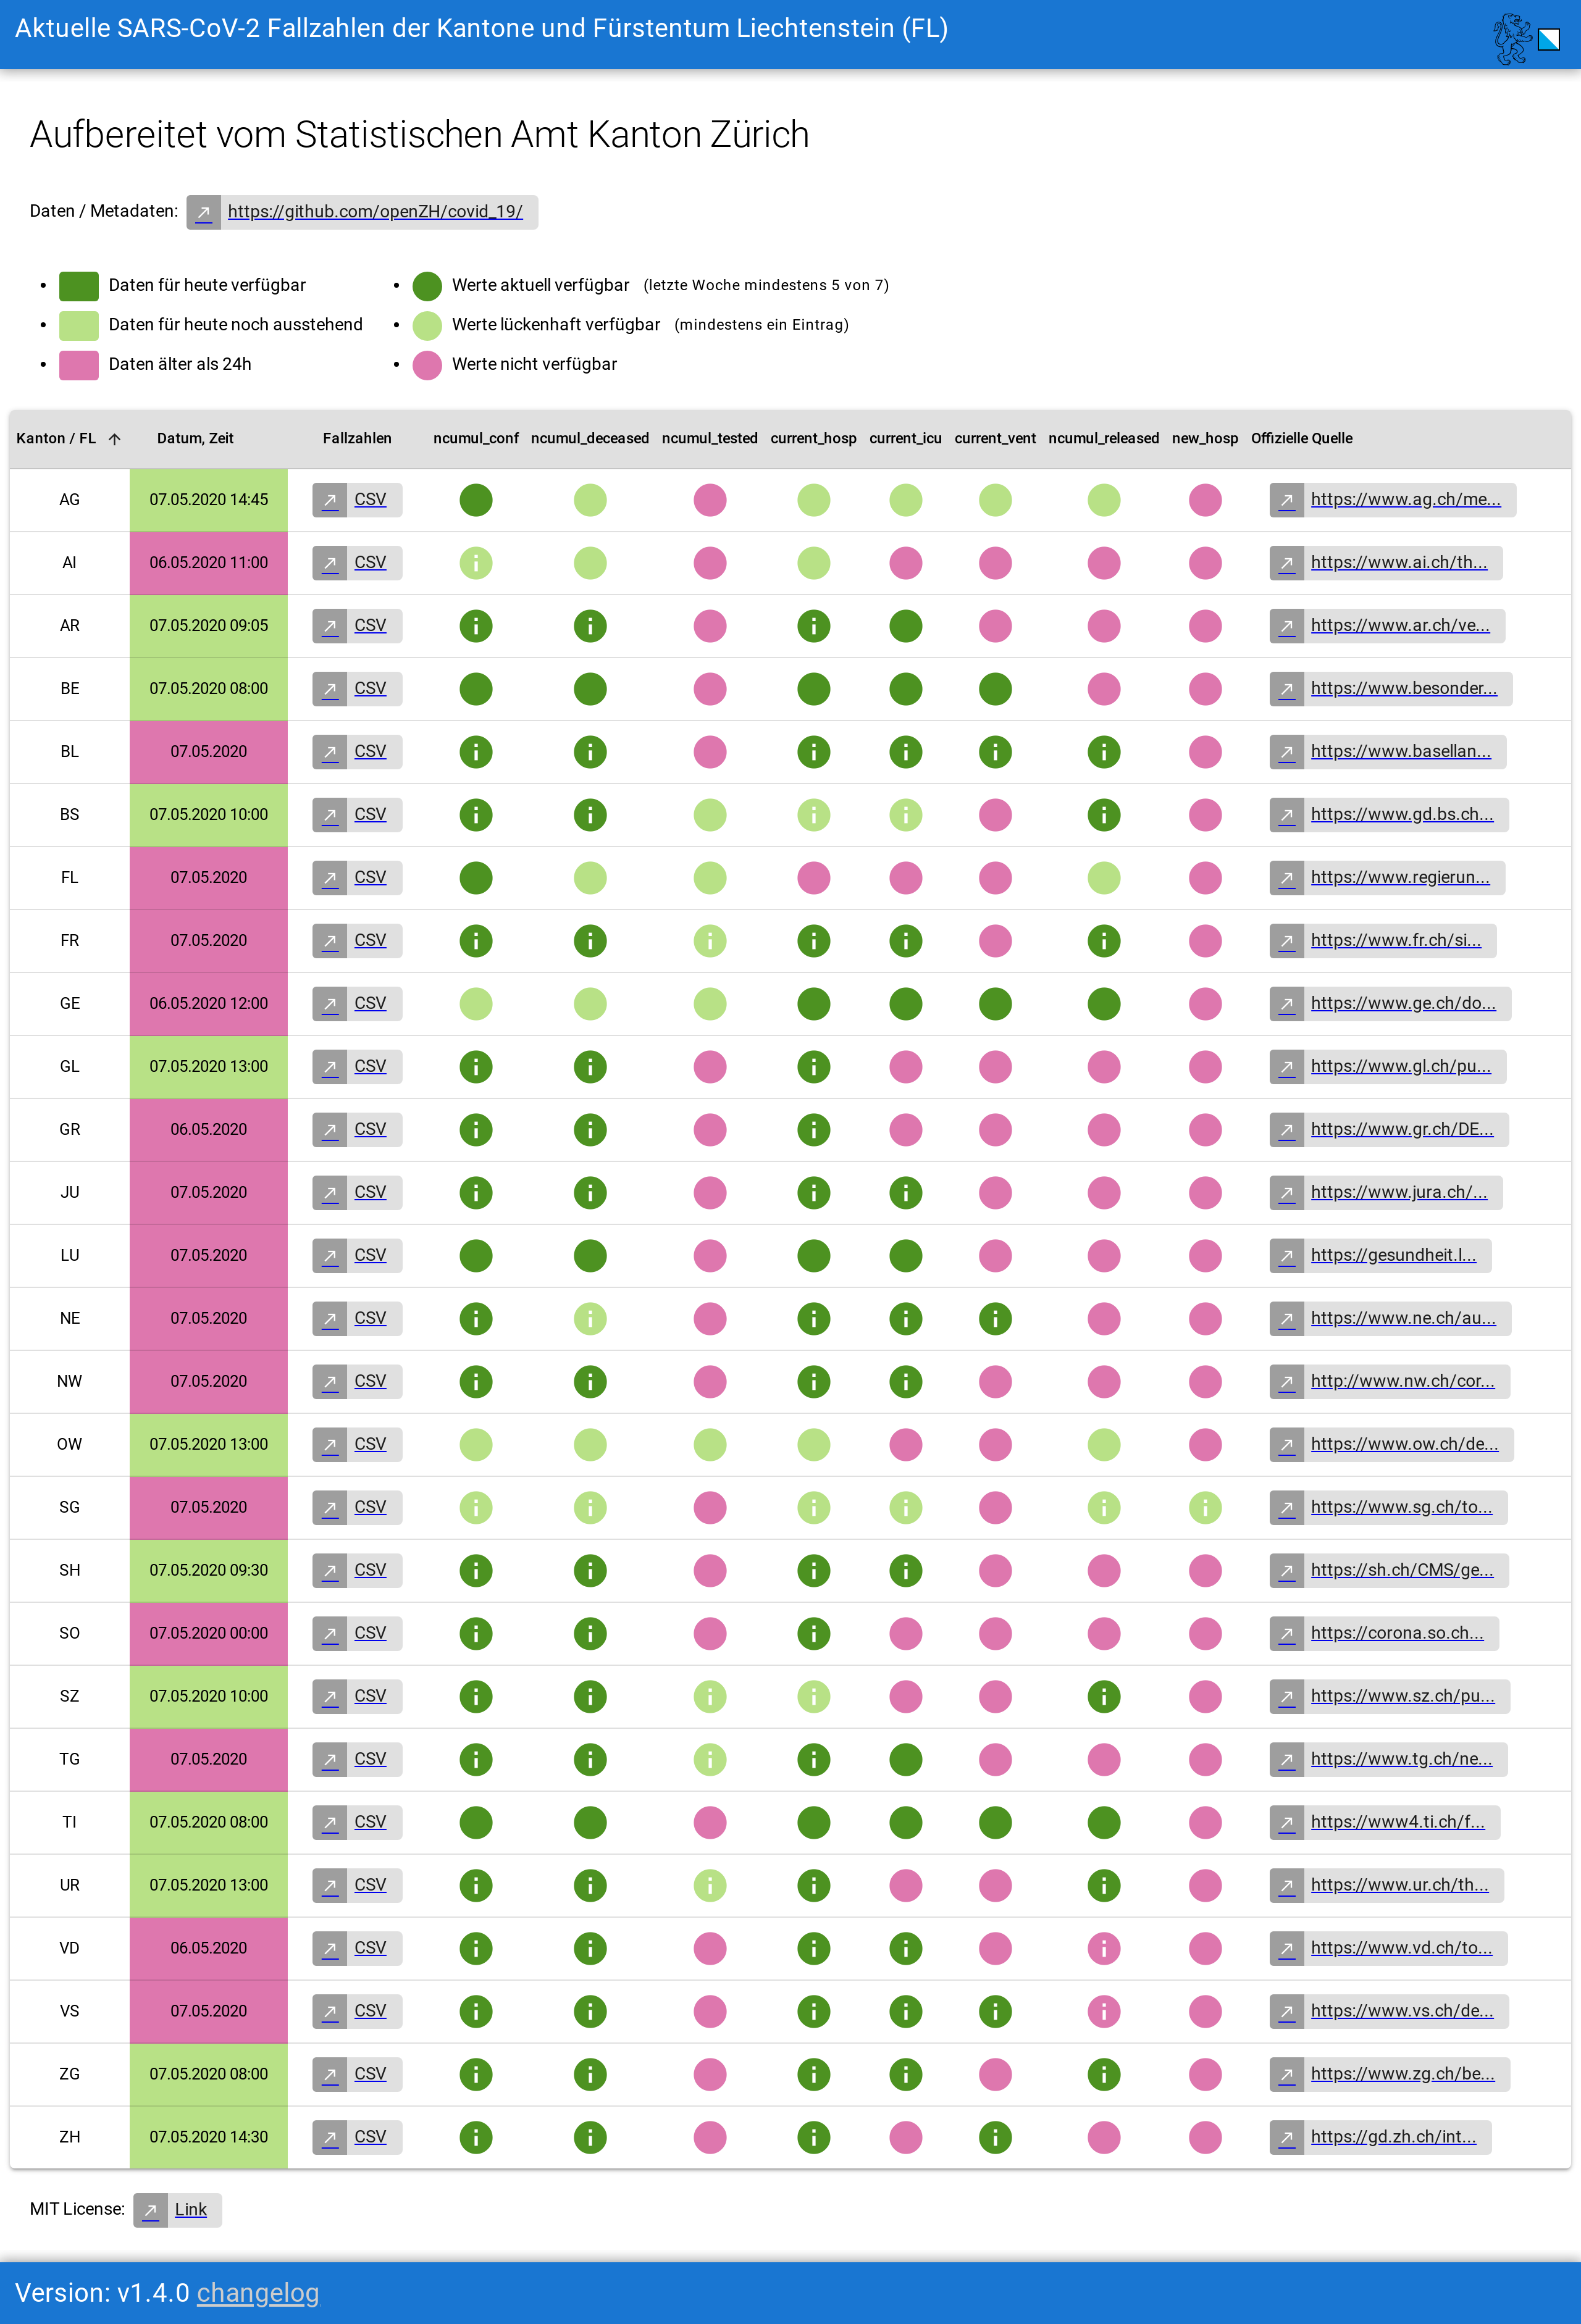 Aktuelle SARS-CoV-2 Fallzahlen der Kantone und Fürstentum Liechtenstein (FL)
Aufbereitet vom Statistischen Amt Kanton Zürich
Daten / Metadaten: https://github.com/openZH/covid_19/
Daten für heute verfügbar Werte aktuell verfügbar (letzte Woche mindestens 5 von 7)
Daten für heute noch ausstehend Werte lückenhaft verfügbar (mindestens ein Eintrag)
Daten älter als 24h Werte nicht verfügbar
Kanton / FL Datum, Zeit Fallzahlen ncumul_conf ncumul_deceased ncumul_tested current_hosp current_icu current_vent ncumul_released new_hosp Offizielle Quelle
AG 07.05.2020 14:45 CSV https://www.ag.ch/me...
AI 06.05.2020 11:00 CSV https://www.ai.ch/th...
AR 07.05.2020 09:05 CSV https://www.ar.ch/ve...
BE 07.05.2020 08:00 CSV https://www.besonder...
BL 07.05.2020 CSV https://www.basellan...
BS 07.05.2020 10:00 CSV https://www.gd.bs.ch...
FL 07.05.2020 CSV https://www.regierun...
FR 07.05.2020 CSV https://www.fr.ch/si...
GE 06.05.2020 12:00 CSV https://www.ge.ch/do...
GL 07.05.2020 13:00 CSV https://www.gl.ch/pu...
GR 06.05.2020 CSV https://www.gr.ch/DE...
JU 07.05.2020 CSV https://www.jura.ch/...
LU 07.05.2020 CSV https://gesundheit.l...
NE 07.05.2020 CSV https://www.ne.ch/au...
NW 07.05.2020 CSV http://www.nw.ch/cor...
OW 07.05.2020 13:00 CSV https://www.ow.ch/de...
SG 07.05.2020 CSV https://www.sg.ch/to...
SH 07.05.2020 09:30 CSV https://sh.ch/CMS/ge...
SO 07.05.2020 00:00 CSV https://corona.so.ch...
SZ 07.05.2020 10:00 CSV https://www.sz.ch/pu...
TG 07.05.2020 CSV https://www.tg.ch/ne...
TI 07.05.2020 08:00 CSV https://www4.ti.ch/f...
UR 07.05.2020 13:00 CSV https://www.ur.ch/th...
VD 06.05.2020 CSV https://www.vd.ch/to...
VS 07.05.2020 CSV https://www.vs.ch/de...
ZG 07.05.2020 08:00 CSV https://www.zg.ch/be...
ZH 07.05.2020 14:30 CSV https://gd.zh.ch/int...
MIT License: Link
Version: v1.4.0 changelog